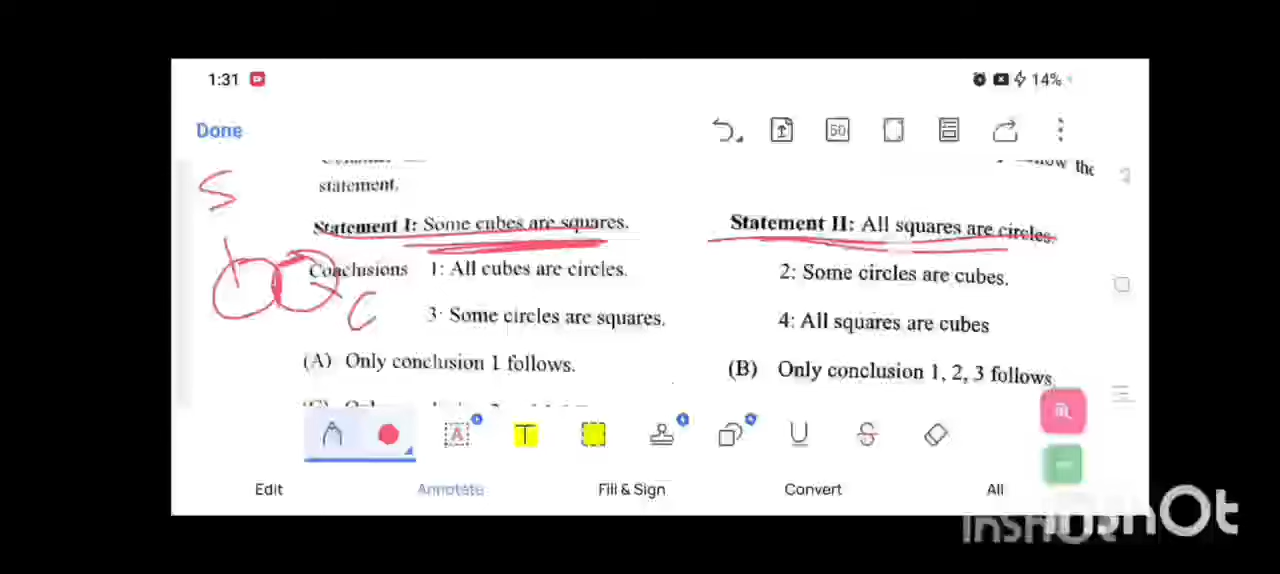 1:31
14%
Done
50
the
statement.
Statement I: Some cubes are squares.
Statement II: All squares are circles.
S
Conclusions 1: All cubes are circles.
2: Some circles are cubes.
C
3: Some circles are squares.
4: All squares are cubes
(A) Only conclusion 1 follows.
(B) Only conclusion 1, 2, 3 follows
A
T
U
S
Edit
Annotate
Fill & Sign
Convert
All
InShOt